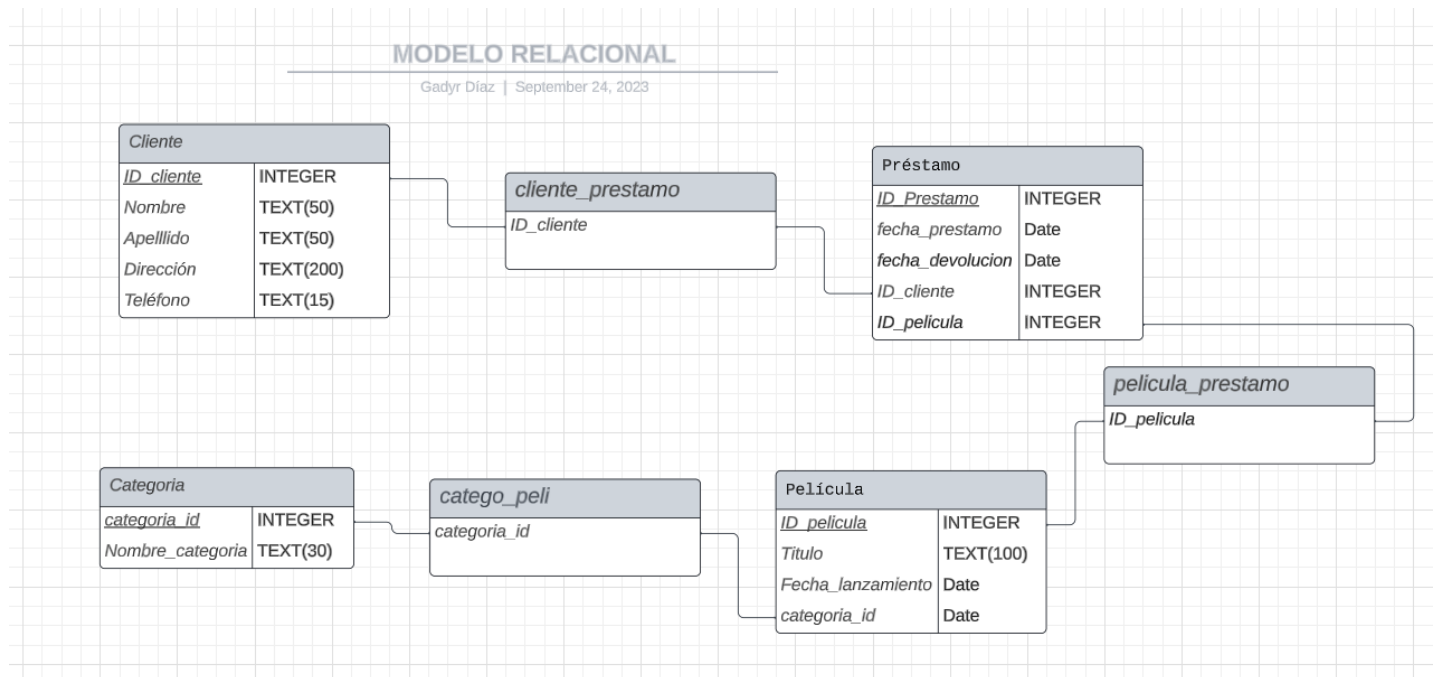 MODELO RELACIONAL
Gadyr Díaz | September 24, 2023
Cliente
ID_cliente INTEGER
Nombre TEXT(50)
Apelllido TEXT(50)
Dirección TEXT(200)
Teléfono TEXT(15)
cliente_prestamo
ID_cliente
Préstamo
ID_Prestamo INTEGER
fecha_prestamo Date
fecha_devolucion Date
ID_cliente INTEGER
ID_pelicula INTEGER
pelicula_prestamo
ID_pelicula
Categoria
categoria_id INTEGER
Nombre_categoria TEXT(30)
catego_peli
categoria_id
Película
ID_pelicula INTEGER
Titulo TEXT(100)
Fecha_lanzamiento Date
categoria_id Date